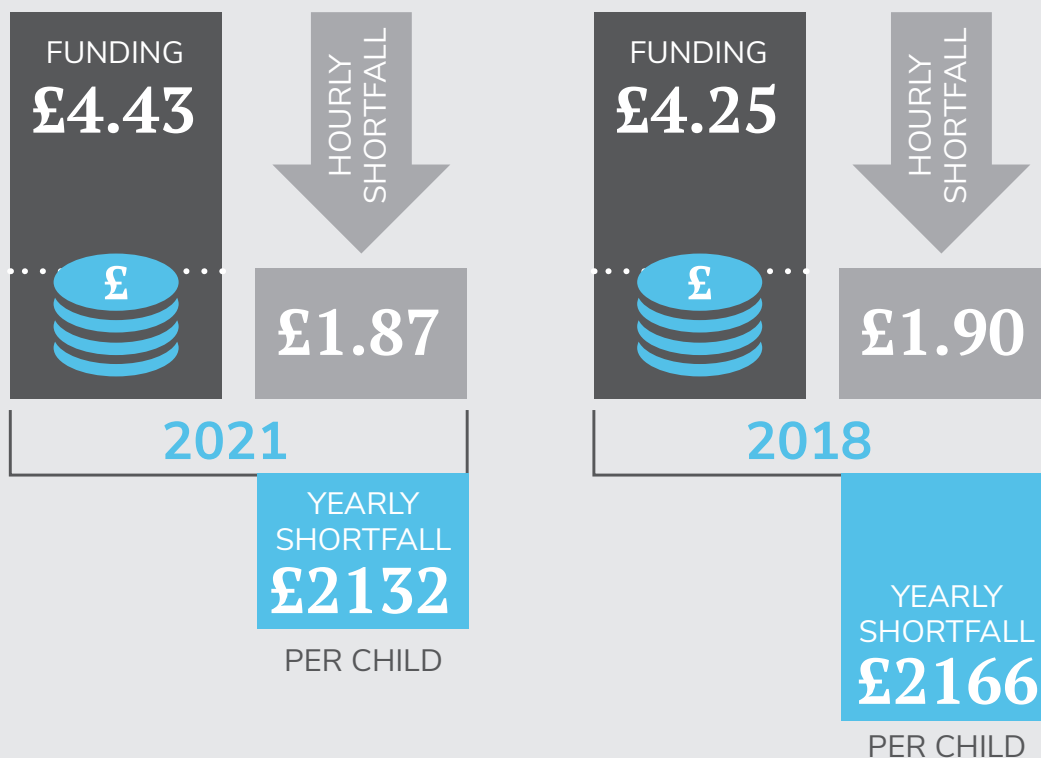 FUNDING
£4.43
HOURLY
SHORTFALL
£
£1.87
2021
YEARLY
SHORTFALL
£2132
PER CHILD
FUNDING
£4.25
HOURLY
SHORTFALL
£
£1.90
2018
YEARLY
SHORTFALL
£2166
PER CHILD